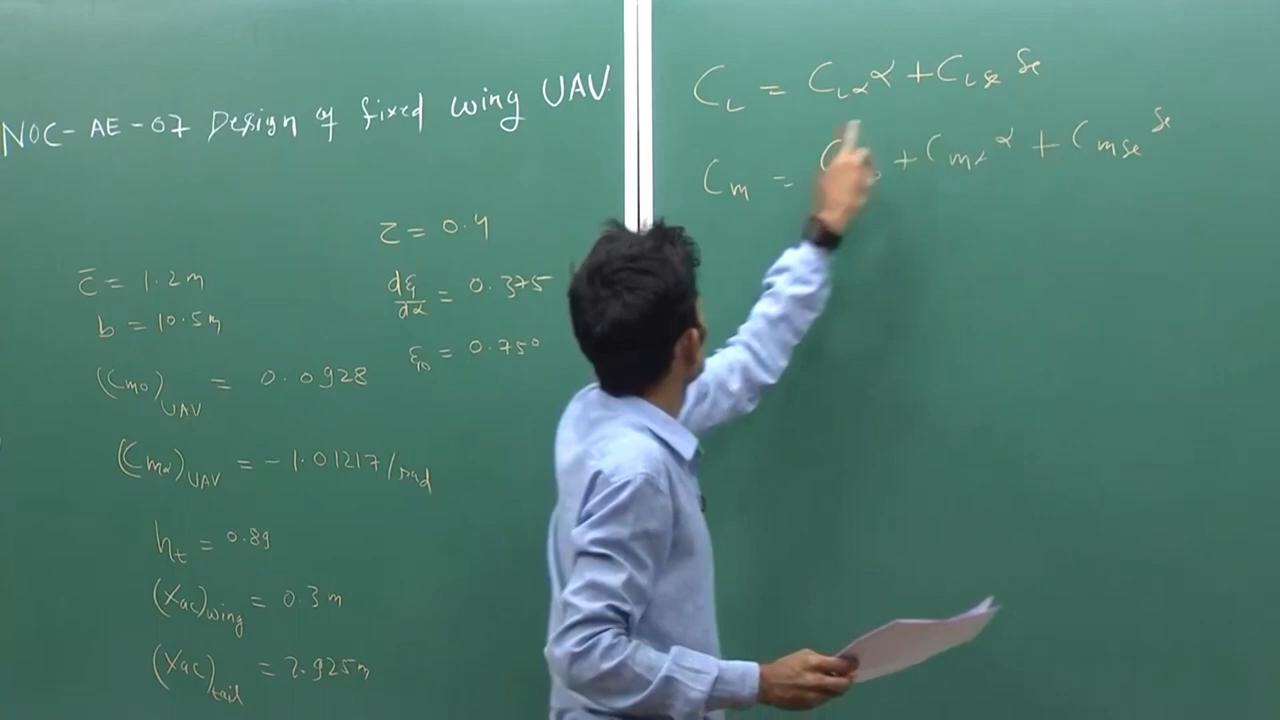 NOC-AE-07 Design of fixed wing UAV
τ = 0.4
c̄ = 1.2m
dε/dα = 0.375
b = 10.5m
ε₀ = 0.75°
(Cmo)UAV = 0.0928
(Cmα)UAV = -1.01217/rad
ht = 0.89
(Xac)wing = 0.3m
(Xac)tail = 2.925m
CL = CLα α + CLδe δe
Cm = + Cmα α + Cmδe δe